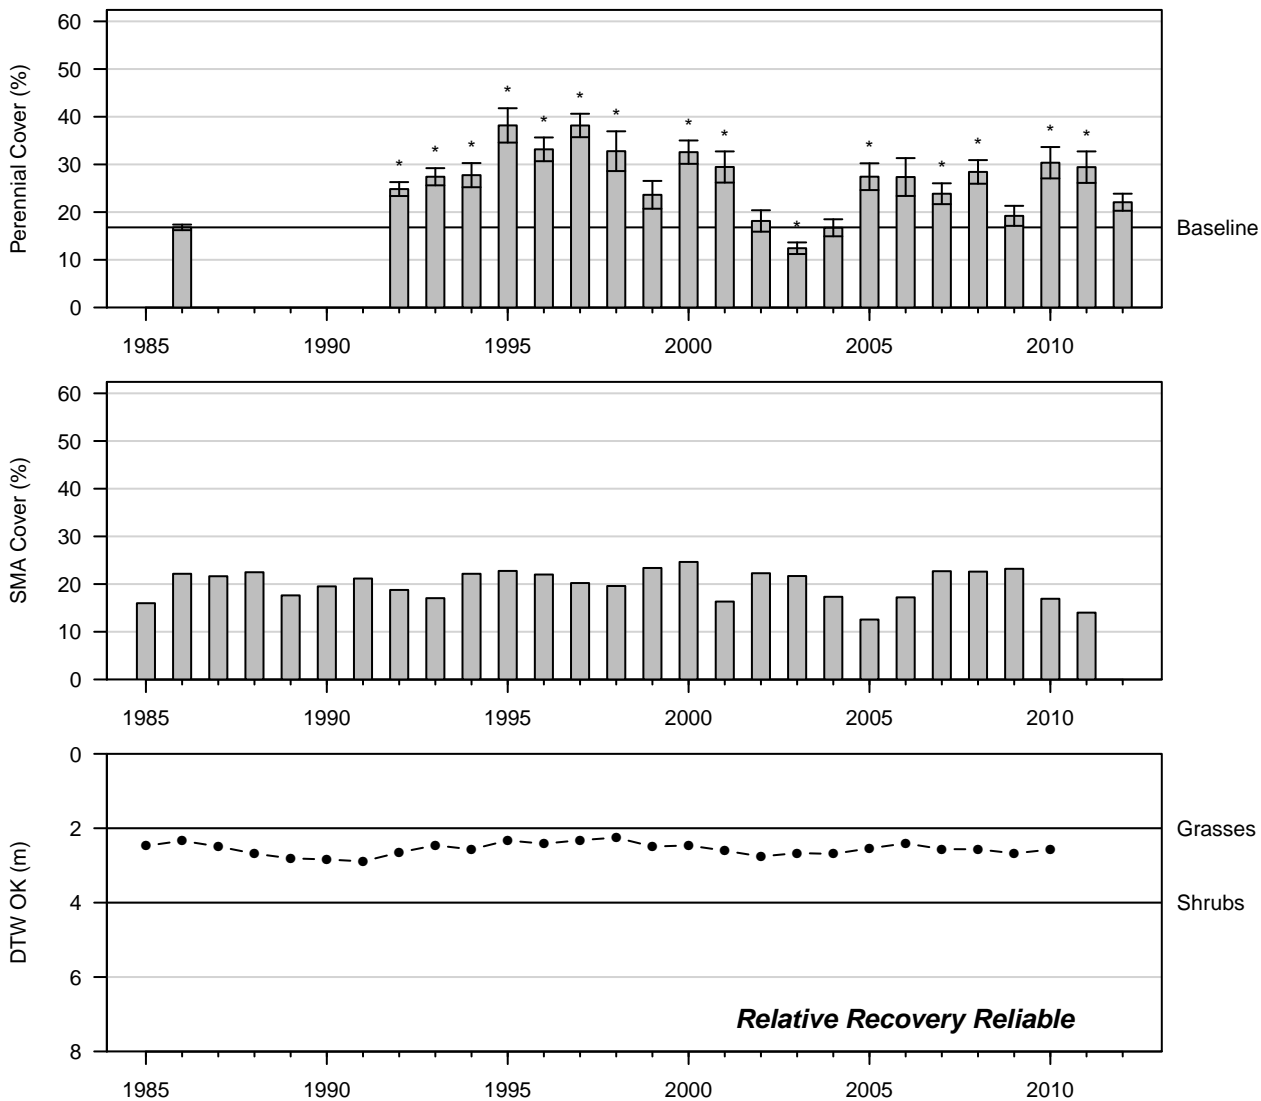 Perennial Cover (%)
60
50
40
30
20
10
0
* * * * * * * * * * * * * * * *
Baseline
1985 1990 1995 2000 2005 2010
SMA Cover (%)
60
50
40
30
20
10
0
1985 1990 1995 2000 2005 2010
DTW OK (m)
0
2
4
6
8
Grasses
Shrubs
Relative Recovery Reliable
1985 1990 1995 2000 2005 2010